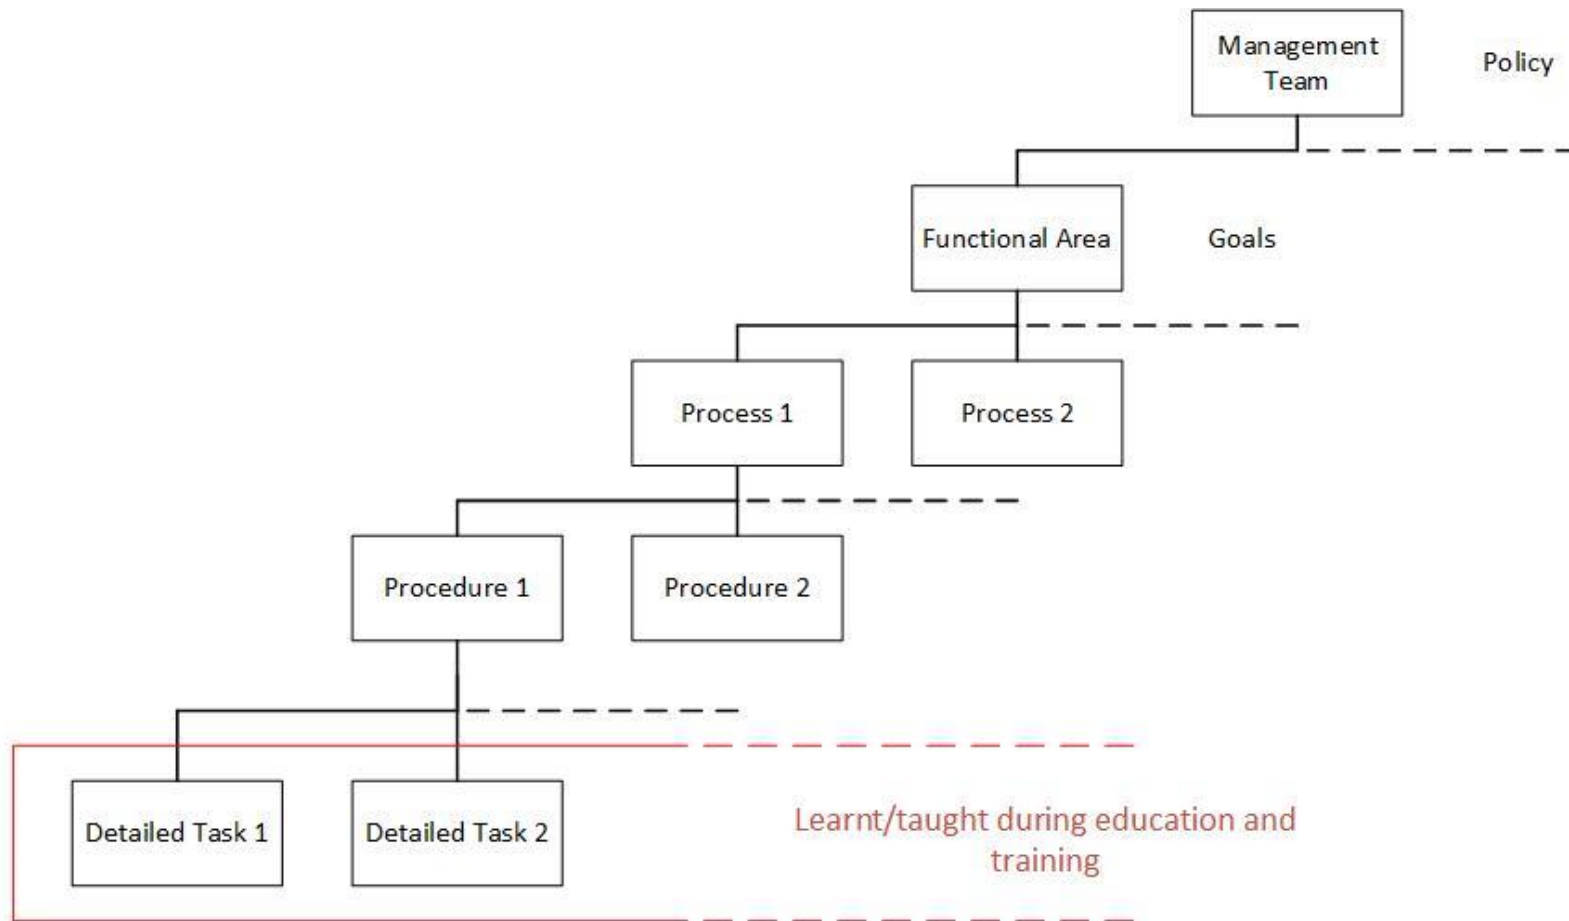 Management
Team
Policy
Functional Area
Goals
Process 1
Process 2
Procedure 1
Procedure 2
Detailed Task 1
Detailed Task 2
Learnt/taught during education and
training